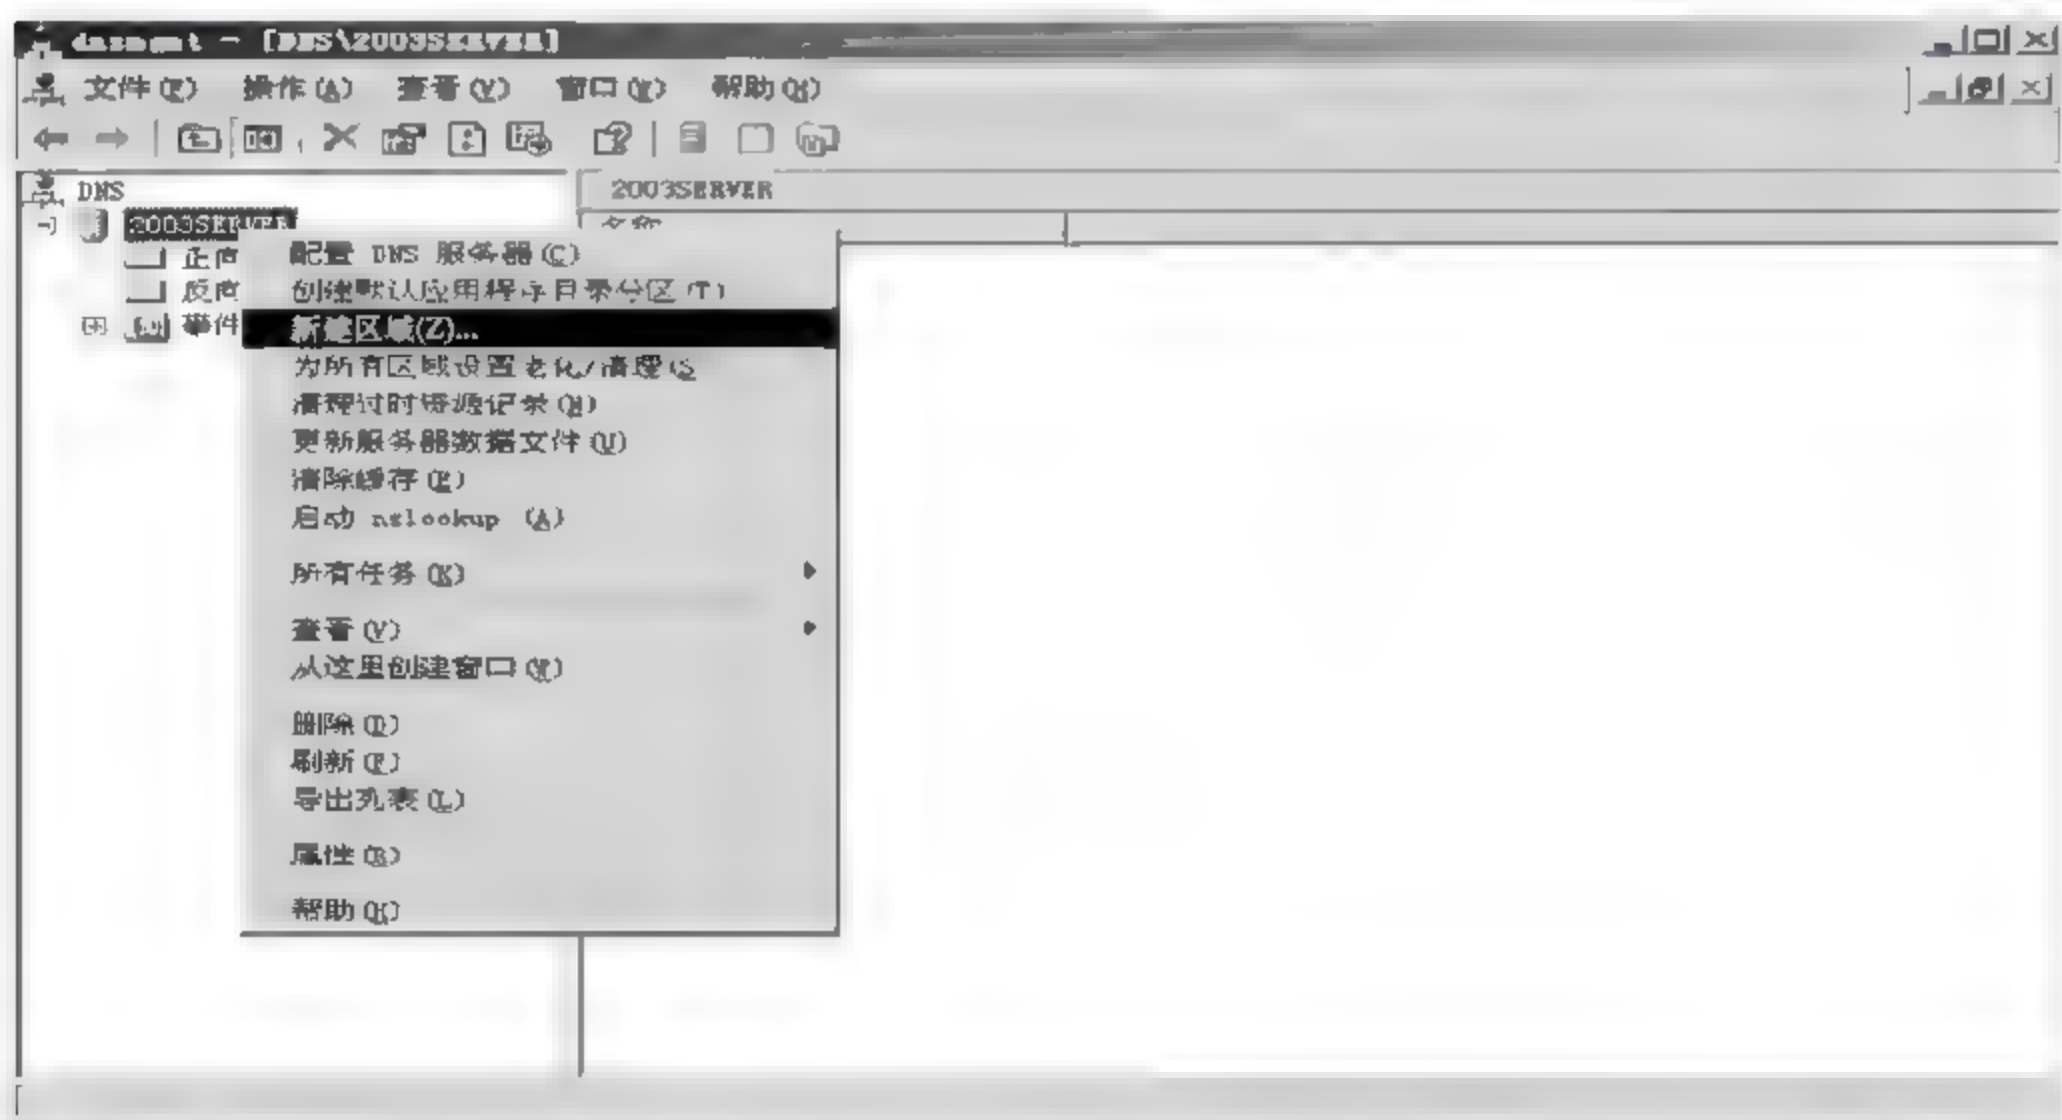 dnsmgmt - [DNS\2003SERVER]
文件(F) 操作(A) 查看(V) 窗口(W) 帮助(H)
DNS
2003SERVER
2003SERVER
名称
正向
反向
事件
配置 DNS 服务器(C)
创建默认应用程序目录分区(T)
新建区域(Z)...
为所有区域设置老化/清理(S
清理过时资源记录(N)
更新服务器数据文件(U)
清除缓存(E)
启动 nslookup (A)
所有任务(K)
查看(V)
从这里创建窗口(W)
删除(D)
刷新(F)
导出列表(L)
属性(R)
帮助(H)